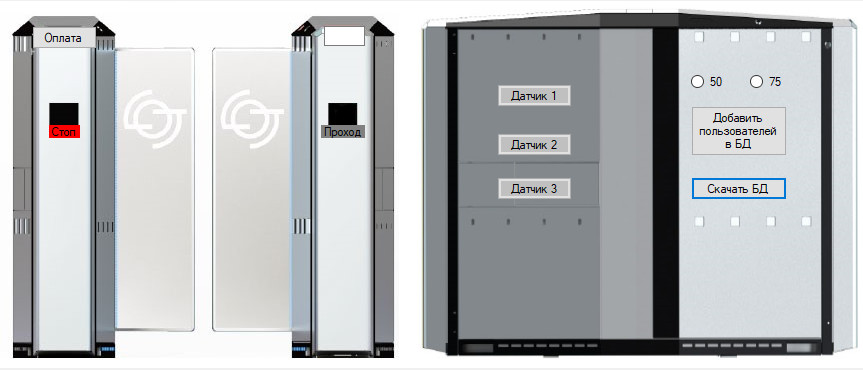 Оплата
Стоп
Проход
Датчик 1
Датчик 2
Датчик 3
50
75
Добавить
пользователей
в БД
Скачать БД